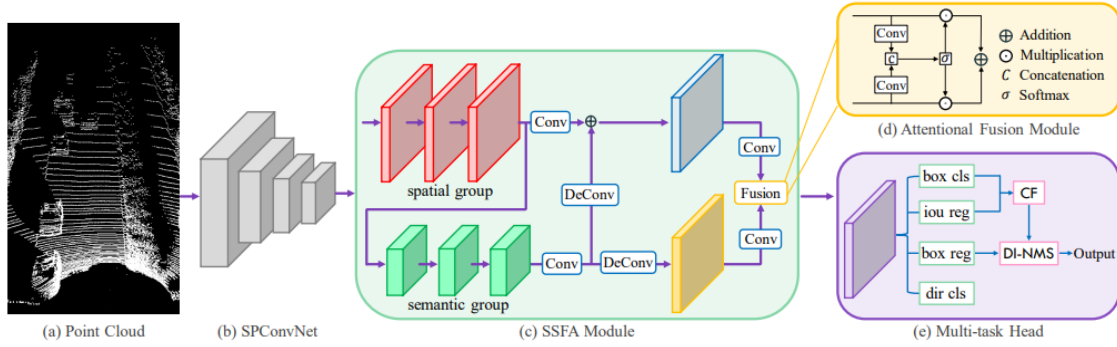 spatial group
Conv
DeConv
semantic group
Conv
DeConv
Conv
Fusion
Conv
Conv
C
Conv
σ
Addition
Multiplication
C Concatenation
σ Softmax
(d) Attentional Fusion Module
box cls
iou reg
box reg
dir cls
CF
DI-NMS
Output
(a) Point Cloud
(b) SPConvNet
(c) SSFA Module
(e) Multi-task Head